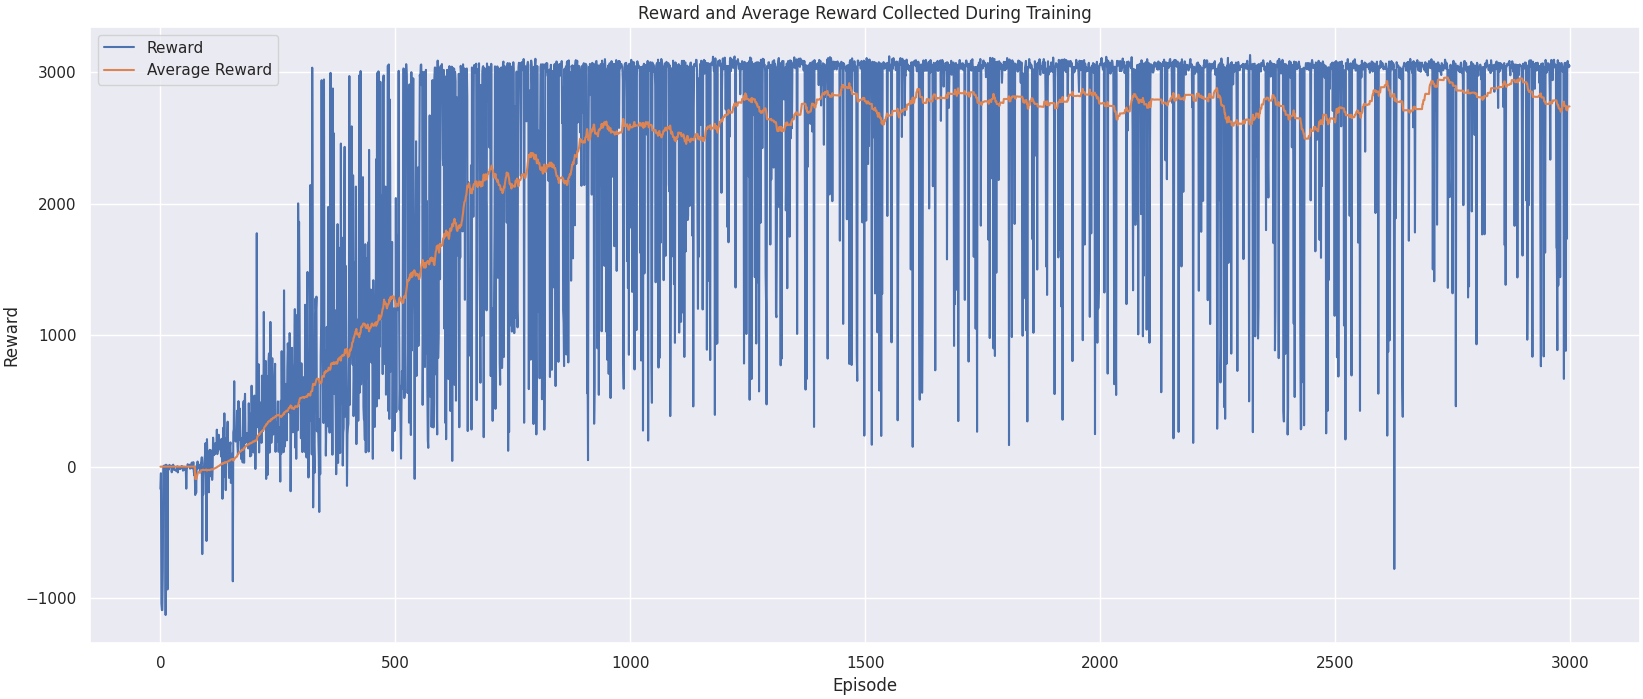 Reward and Average Reward Collected During Training
Reward
Average Reward
3000
2000
1000
0
−1000
Reward
0 500 1000 1500 2000 2500 3000
Episode